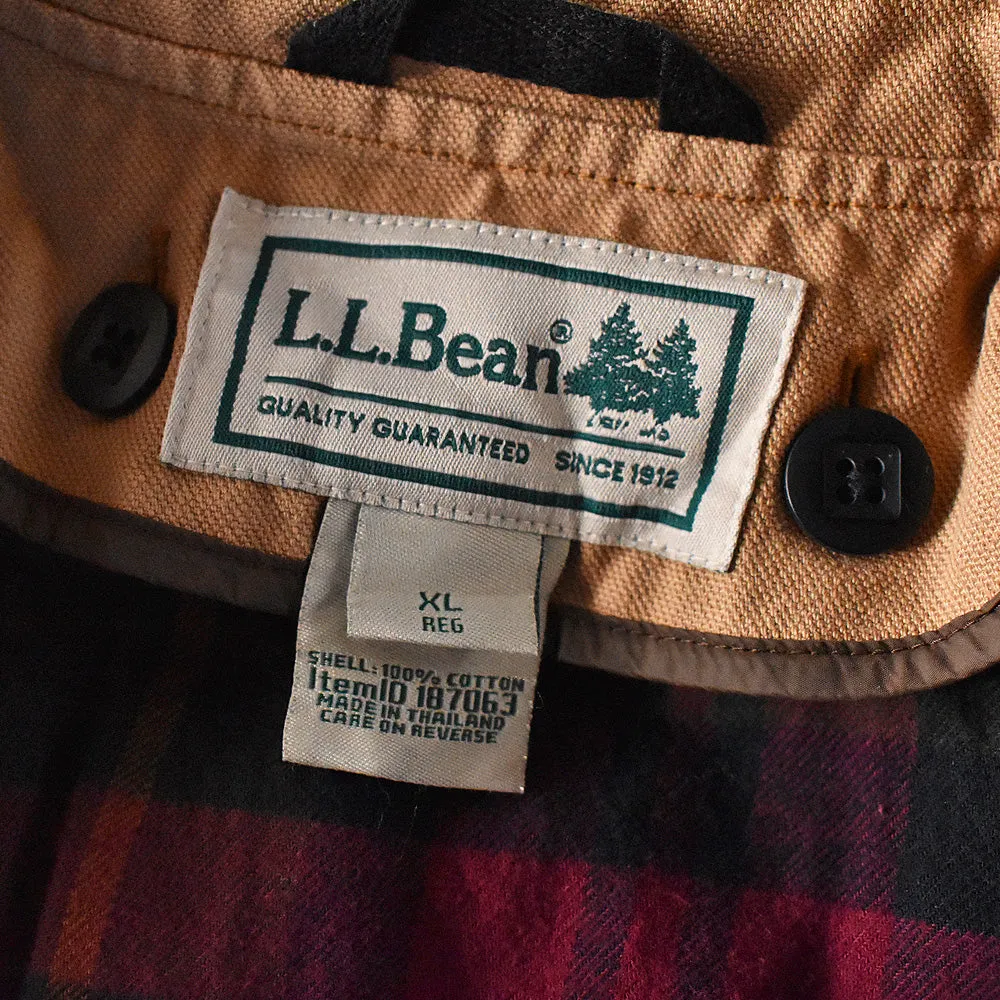 L.L.Bean®
QUALITY GUARANTEED SINCE 1912
XL
REG
SHELL: 100% COTTON
ItemID 187063
MADE IN THAILAND
CARE ON REVERSE